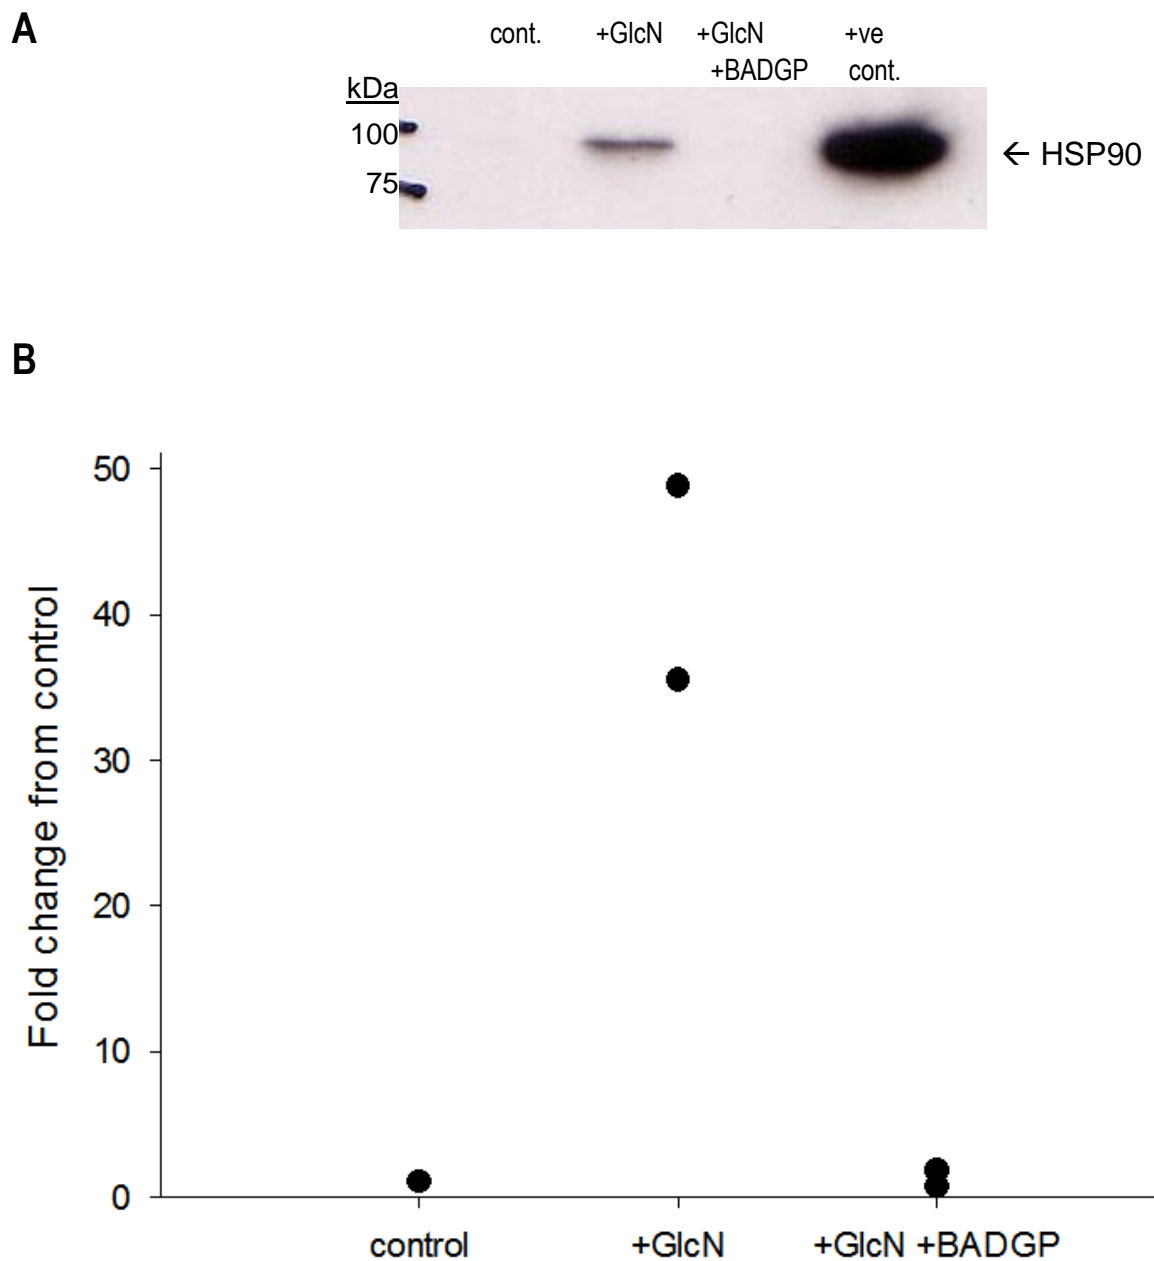 A
cont. +GlcN +GlcN +ve
+BADGP cont.
kDa
100
75
← HSP90
B
50
40
30
20
10
0
Fold change from control
control +GlcN +GlcN +BADGP